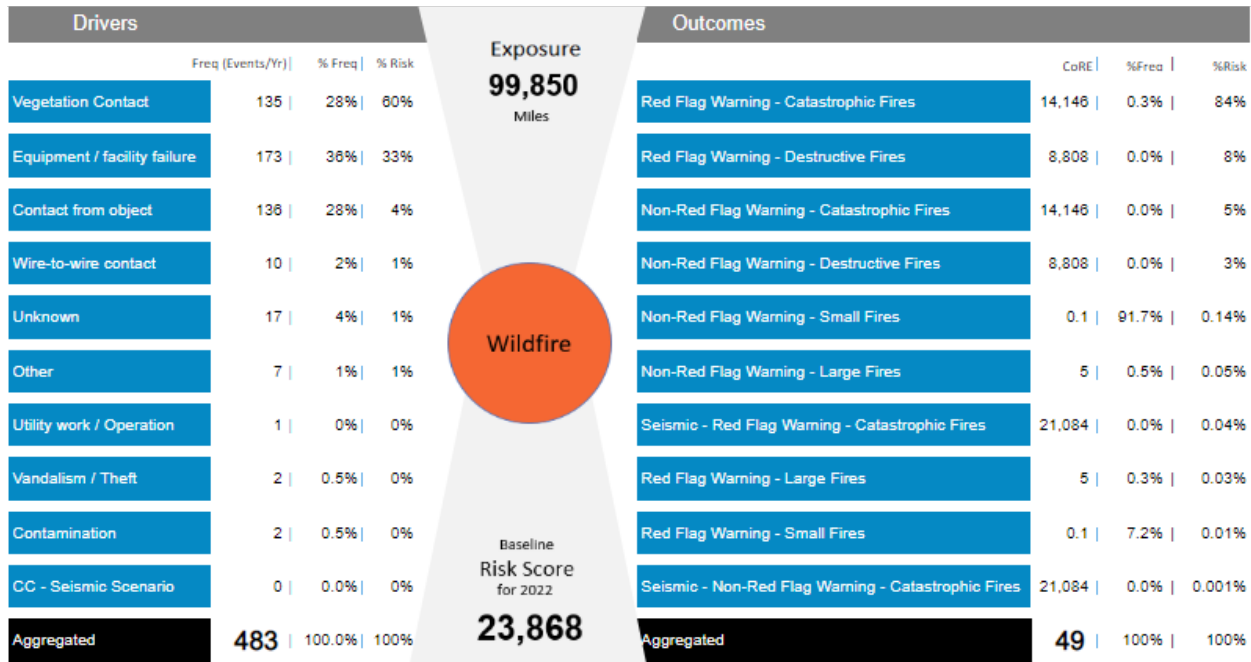 Drivers
Freq (Events/Yr)| % Freq| % Risk
Vegetation Contact 135 | 28%| 60%
Equipment / facility failure 173 | 36%| 33%
Contact from object 136 | 28%| 4%
Wire-to-wire contact 10 | 2%| 1%
Unknown 17 | 4%| 1%
Other 7 | 1%| 1%
Utility work / Operation 1 | 0%| 0%
Vandalism / Theft 2 | 0.5%| 0%
Contamination 2 | 0.5%| 0%
CC - Seismic Scenario 0 | 0.0%| 0%
Aggregated 483 | 100.0%| 100%
Exposure
99,850
Miles
Wildfire
Baseline
Risk Score
for 2022
23,868
Outcomes
CoRE| %Freq | %Risk
Red Flag Warning - Catastrophic Fires 14,146 | 0.3% | 84%
Red Flag Warning - Destructive Fires 8,808 | 0.0% | 8%
Non-Red Flag Warning - Catastrophic Fires 14,146 | 0.0% | 5%
Non-Red Flag Warning - Destructive Fires 8,808 | 0.0% | 3%
Non-Red Flag Warning - Small Fires 0.1 | 91.7% | 0.14%
Non-Red Flag Warning - Large Fires 5 | 0.5% | 0.05%
Seismic - Red Flag Warning - Catastrophic Fires 21,084 | 0.0% | 0.04%
Red Flag Warning - Large Fires 5 | 0.3% | 0.03%
Red Flag Warning - Small Fires 0.1 | 7.2% | 0.01%
Seismic - Non-Red Flag Warning - Catastrophic Fires 21,084 | 0.0% | 0.001%
Aggregated 49 | 100% | 100%